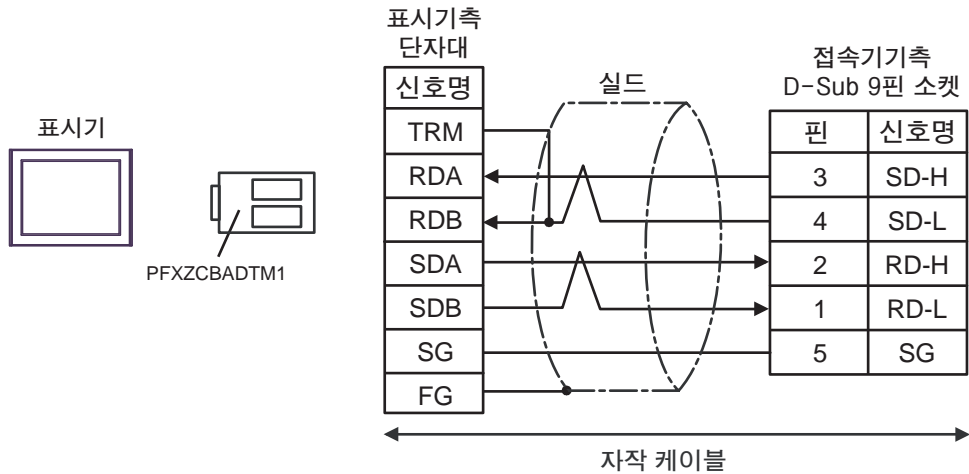 표시기
PFXZCBADTM1
표시기측
단자대
신호명
TRM
RDA
RDB
SDA
SDB
SG
FG
실드
접속기기측
D-Sub 9핀 소켓
핀 신호명
3 SD-H
4 SD-L
2 RD-H
1 RD-L
5 SG
자작 케이블